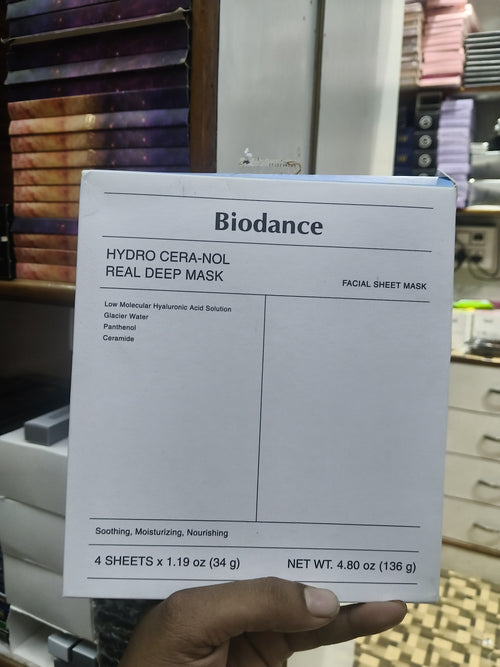 Biodance
HYDRO CERA-NOL
REAL DEEP MASK
FACIAL SHEET MASK
Low Molecular Hyaluronic Acid Solution
Glacier Water
Panthenol
Ceramide
Soothing, Moisturizing, Nourishing
4 SHEETS x 1.19 oz (34 g)
NET WT. 4.80 oz (136 g)